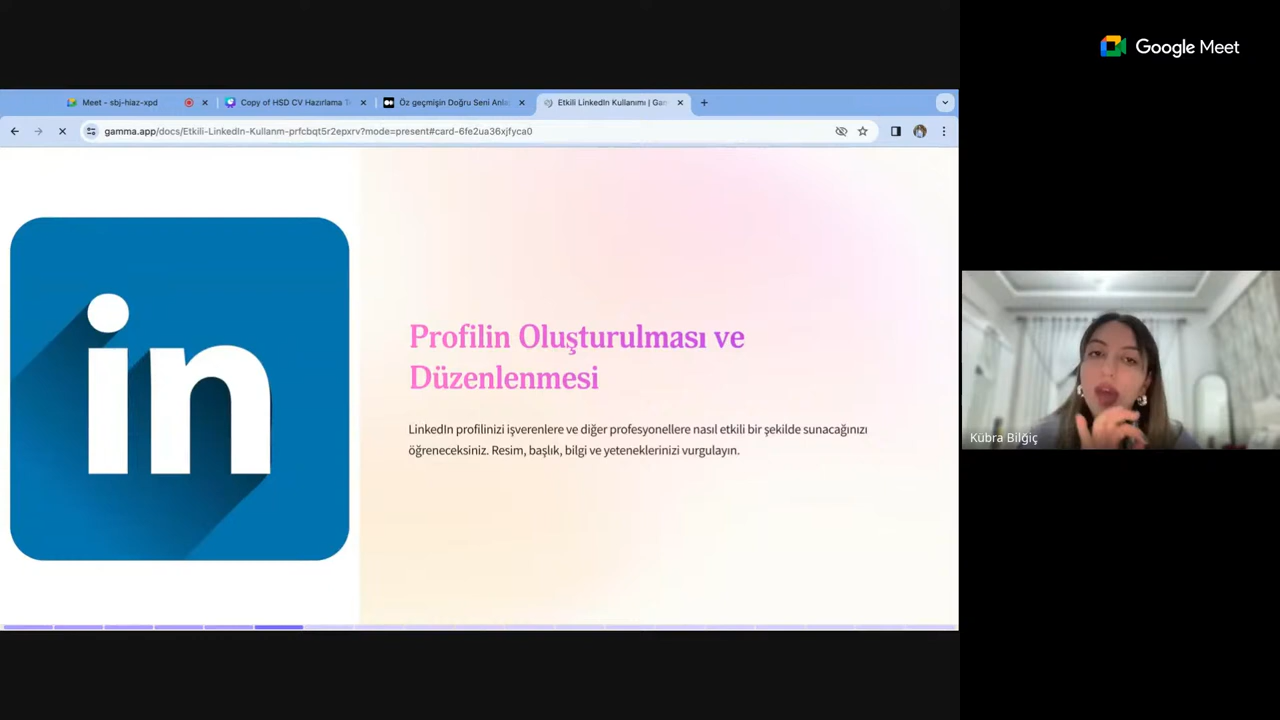 Google Meet
Meet - sbj-hiaz-xpd
Copy of HSD CV Hazırlama
Öz geçmişin Doğru Seni Anla
Etkili LinkedIn Kullanımı | Gam
gamma.app/docs/Etkili-LinkedIn-Kullanm-prfcbqt5r2epxrv?mode=present#card-6fe2ua36xjfyca0
in
Profilin Oluşturulması ve
Düzenlenmesi
LinkedIn profilinizi işverenlere ve diğer profesyonellere nasıl etkili bir şekilde sunacağınızı
öğreneceksiniz. Resim, başlık, bilgi ve yeteneklerinizi vurgulayın.
Kübra Bilğiç